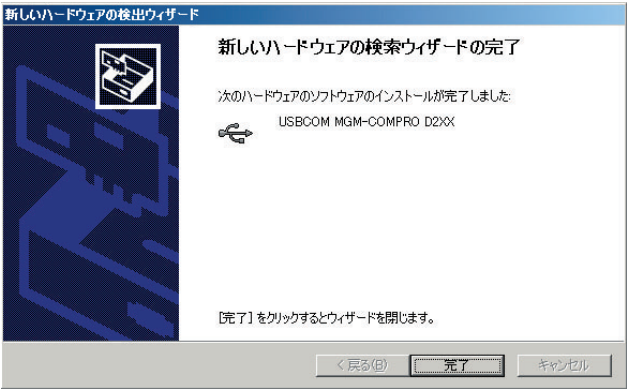 新しいハードウェアの検出ウィザード
新しいハードウェアの検索ウィザードの完了
次のハードウェアのソフトウェアのインストールが完了しました:
USBCOM MGM-COMPRO D2XX
[完了] をクリックするとウィザードを閉じます。
< 戻る(B)
完了
キャンセル